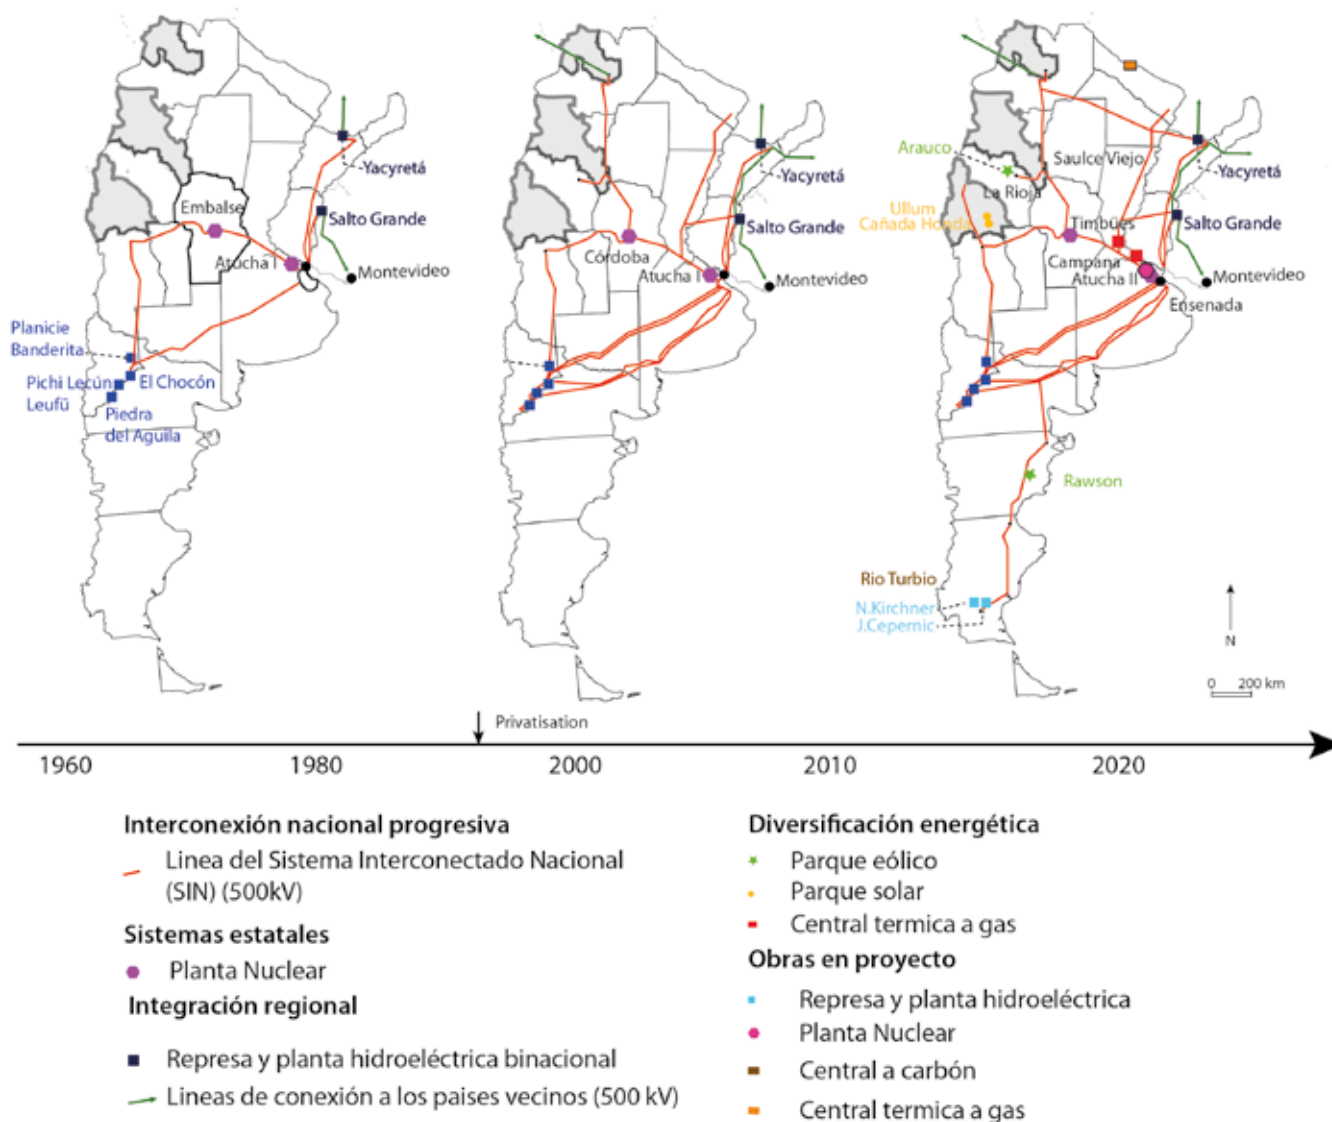 Yacyretá
Embalse
Salto Grande
Atucha I
Montevideo
Planicie
Banderita
Pichi Lecún
Leufú
El Chocón
Piedra
del Aguila
Yacyretá
Salto Grande
Córdoba
Atucha I
Montevideo
Arauco
Saulce Viejo
La Rioja
Yacyretá
Ullum
Cañada Honda
Timbúes
Salto Grande
Campana
Atucha II
Montevideo
Ensenada
Rawson
Rio Turbio
N.Kirchner
J.Cepernic
N
0 200 km
Privatisation
1960 1980 2000 2010 2020
Interconexión nacional progresiva
Linea del Sistema Interconectado Nacional
(SIN) (500kV)
Sistemas estatales
Planta Nuclear
Integración regional
Represa y planta hidroeléctrica binacional
Lineas de conexión a los paises vecinos (500 kV)
Diversificación energética
Parque eólico
Parque solar
Central termica a gas
Obras en proyecto
Represa y planta hidroeléctrica
Planta Nuclear
Central a carbón
Central termica a gas